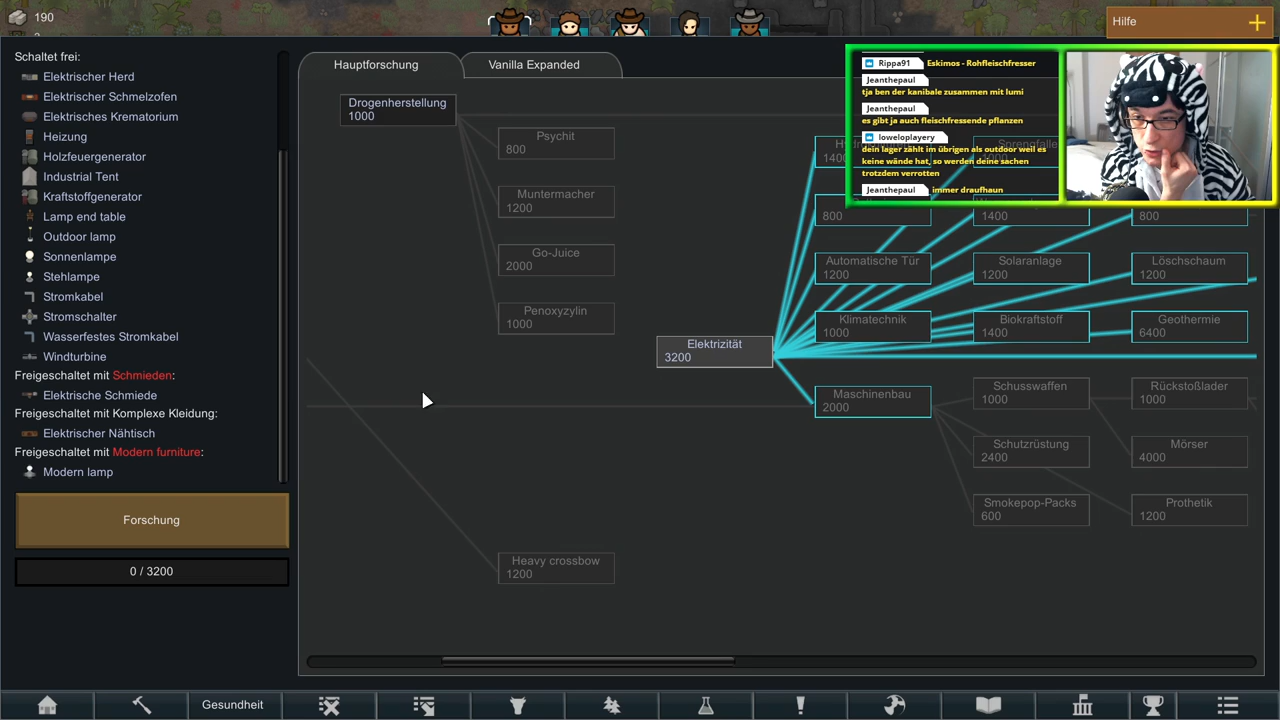 190
Hilfe
Schaltet frei:
Elektrischer Herd
Elektrischer Schmelzofen
Elektrisches Krematorium
Heizung
Holzfeuergenerator
Industrial Tent
Kraftstoffgenerator
Lamp end table
Outdoor lamp
Sonnenlampe
Stehlampe
Stromkabel
Stromschalter
Wasserfestes Stromkabel
Windturbine
Freigeschaltet mit Schmieden:
Elektrische Schmiede
Freigeschaltet mit Komplexe Kleidung:
Elektrischer Nähtisch
Freigeschaltet mit Modern furniture:
Modern lamp
Forschung
0 / 3200
Hauptforschung
Vanilla Expanded
Drogenherstellung
1000
Psychit
800
Muntermacher
1200
Go-Juice
2000
Penoxyzylin
1000
Heavy crossbow
1200
Elektrizität
3200
800
1400
800
Automatische Tür
1200
Solaranlage
1200
Löschschaum
1200
Klimatechnik
1000
Biokraftstoff
1400
Geothermie
6400
Maschinenbau
2000
Schusswaffen
1000
Rückstoßlader
1000
Schutzrüstung
2400
Mörser
4000
Smokepop-Packs
600
Prothetik
1200
Rippa91 Eskimos - Rohfleischfresser
Jeanthepaul
tja ben der kanibale zusammen mit lumi
Jeanthepaul
es gibt ja auch fleischfressende pflanzen
loweloplayery
dein lager zählt im übrigen als outdoor weil es
keine wände hat, so werden deine sachen
trotzdem verrotten
Jeanthepaul immer draufhaun
Gesundheit